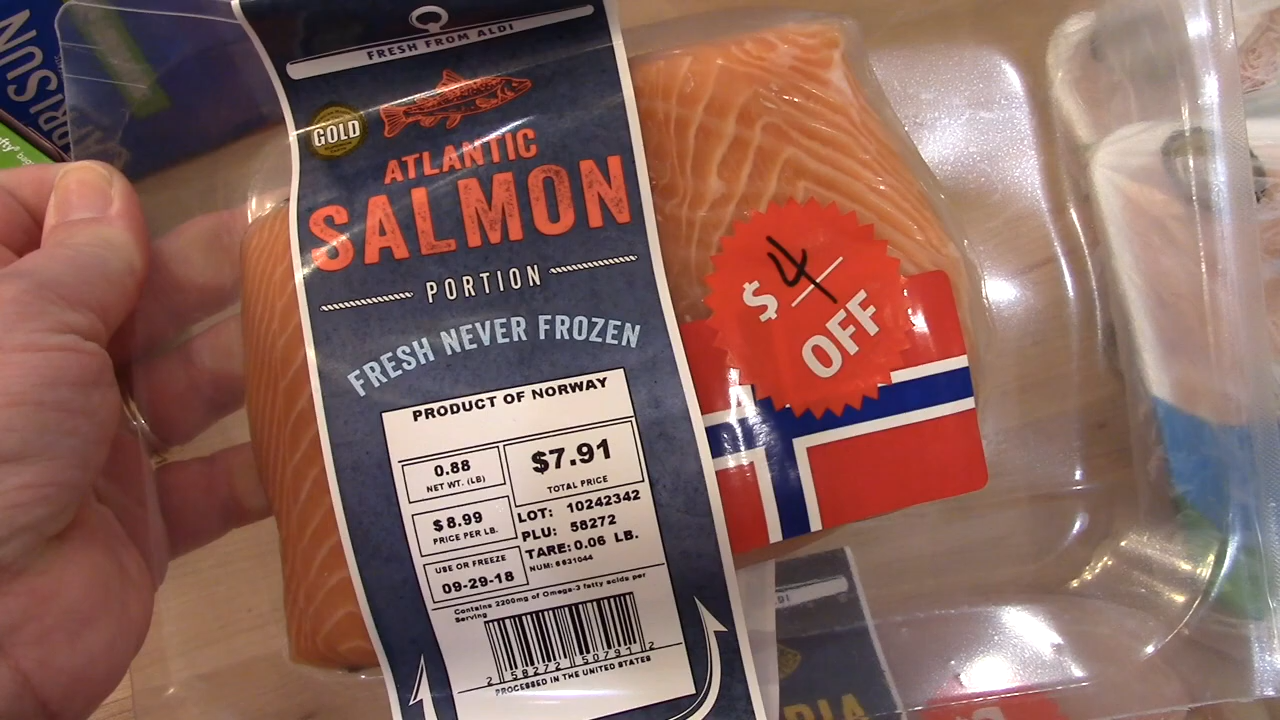 FRESH FROM ALDI
GOLD
ATLANTIC
SALMON
PORTION
FRESH NEVER FROZEN
PRODUCT OF NORWAY
0.88
NET WT. (LB)
$7.91
TOTAL PRICE
$8.99
PRICE PER LB.
LOT: 10242342
PLU: 58272
TARE: 0.06 LB.
NUM: 6631044
USE OR FREEZE
09-29-18
Contains 2200mg of Omega-3 fatty acids per
Serving
2 58272 50791 2
PROCESSED IN THE UNITED STATES
$4
OFF